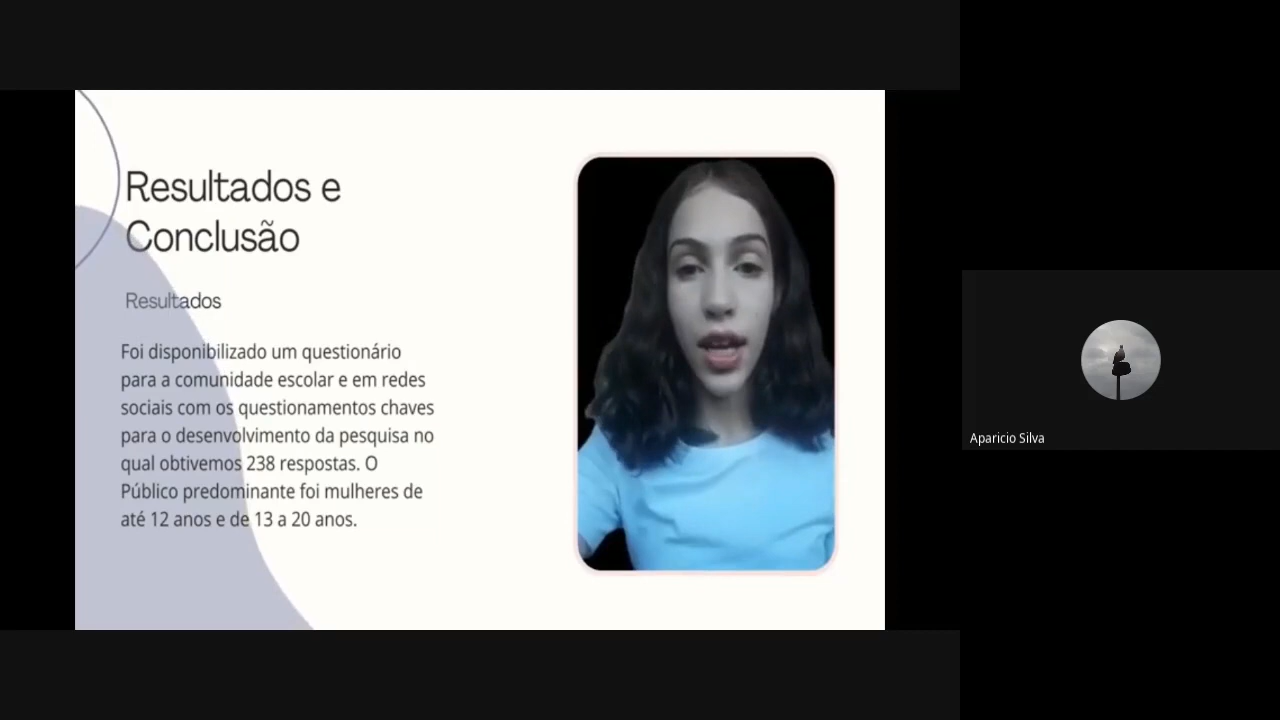 Resultados e
Conclusão
Resultados
Foi disponibilizado um questionário
para a comunidade escolar e em redes
sociais com os questionamentos chaves
para o desenvolvimento da pesquisa no
qual obtivemos 238 respostas. O
Público predominante foi mulheres de
até 12 anos e de 13 a 20 anos.
Aparicio Silva